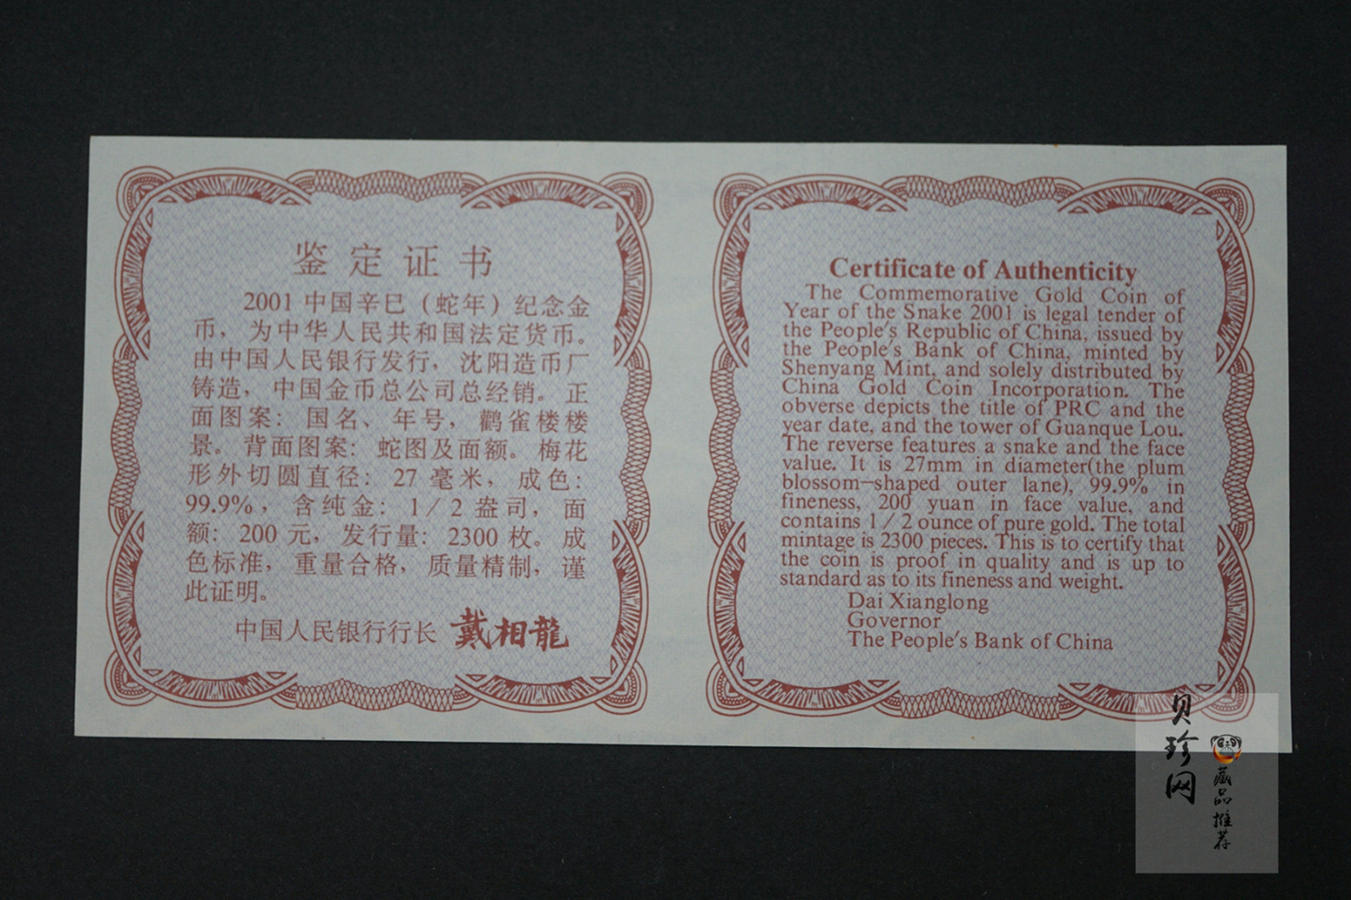 鉴定证书
2001中国辛巳（蛇年）纪念金
币，为中华人民共和国法定货币。
由中国人民银行发行，沈阳造币厂
铸造，中国金币总公司总经销。正
面图案：国名、年号，鹳雀楼楼
景。背面图案：蛇图及面额。梅花
形外切圆直径：27毫米，成色：
99.9%，含纯金：1/2盎司，面
额：200元，发行量：2300枚。成
色标准，重量合格，质量精制，谨
此证明。
中国人民银行行长 戴相龍
Certificate of Authenticity
The Commemorative Gold Coin of
Year of the Snake 2001 is legal tender of
the People's Republic of China, issued by
the People's Bank of China, minted by
Shenyang Mint, and solely distributed by
China Gold Coin Incorporation. The
obverse depicts the title of PRC and the
year date, and the tower of Guanque Lou.
The reverse features a snake and the face
value. It is 27mm in diameter(the plum
blossom-shaped outer lane), 99.9% in
fineness, 200 yuan in face value, and
contains 1/2 ounce of pure gold. The total
mintage is 2300 pieces. This is to certify that
the coin is proof in quality and is up to
standard as to its fineness and weight.
Dai Xianglong
Governor
The People's Bank of China
贝珍网
藏品推荐